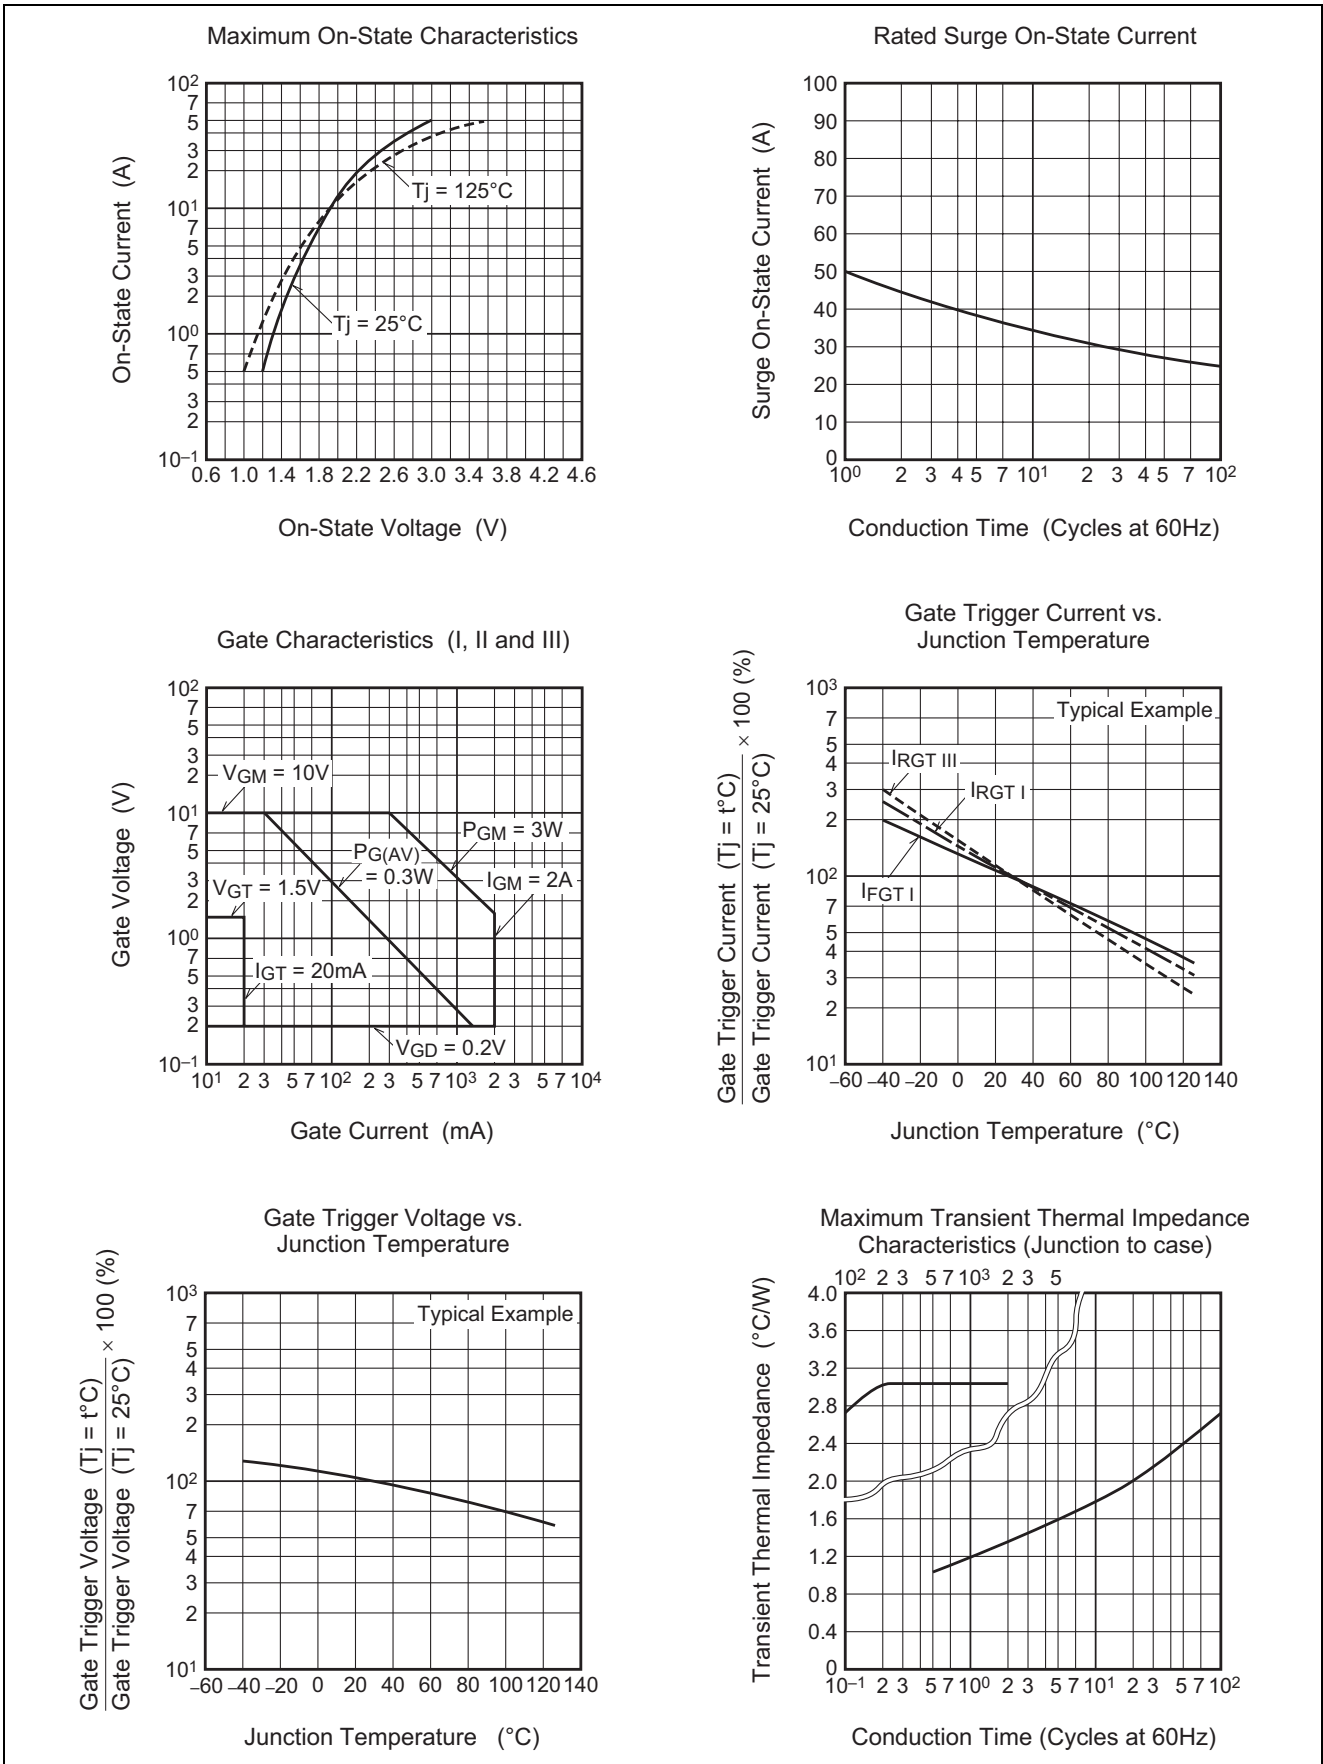 Maximum On-State Characteristics
On-State Current (A)
10²
7
5
3
2
10¹
7
5
3
2
10⁰
7
5
3
2
10⁻¹
Tj = 125°C
Tj = 25°C
0.6 1.0 1.4 1.8 2.2 2.6 3.0 3.4 3.8 4.2 4.6
On-State Voltage (V)
Rated Surge On-State Current
Surge On-State Current (A)
100
90
80
70
60
50
40
30
20
10
0
10⁰ 2 3 4 5 7 10¹ 2 3 4 5 7 10²
Conduction Time (Cycles at 60Hz)
Gate Characteristics (I, II and III)
Gate Voltage (V)
10²
7
5
3
2
10¹
7
5
3
2
10⁰
7
5
3
2
10⁻¹
VGM = 10V
PGM = 3W
PG(AV)
= 0.3W
IGM = 2A
VGT = 1.5V
IGT = 20mA
VGD = 0.2V
10¹ 2 3 5 7 10² 2 3 5 7 10³ 2 3 5 7 10⁴
Gate Current (mA)
Gate Trigger Current vs.
Junction Temperature
Gate Trigger Current (Tj = t°C)
Gate Trigger Current (Tj = 25°C)
× 100 (%)
10³
7
5
4
3
2
10²
7
5
4
3
2
10¹
Typical Example
IRGT III
IRGT I
IFGT I
–60 –40 –20 0 20 40 60 80 100 120 140
Junction Temperature (°C)
Gate Trigger Voltage vs.
Junction Temperature
Gate Trigger Voltage (Tj = t°C)
Gate Trigger Voltage (Tj = 25°C)
× 100 (%)
10³
7
5
4
3
2
10²
7
5
4
3
2
10¹
Typical Example
–60 –40 –20 0 20 40 60 80 100 120 140
Junction Temperature (°C)
Maximum Transient Thermal Impedance
Characteristics (Junction to case)
10² 2 3 5 7 10³ 2 3 5
Transient Thermal Impedance (°C/W)
4.0
3.6
3.2
2.8
2.4
2.0
1.6
1.2
0.8
0.4
0
10⁻¹ 2 3 5 7 10⁰ 2 3 5 7 10¹ 2 3 5 7 10²
Conduction Time (Cycles at 60Hz)